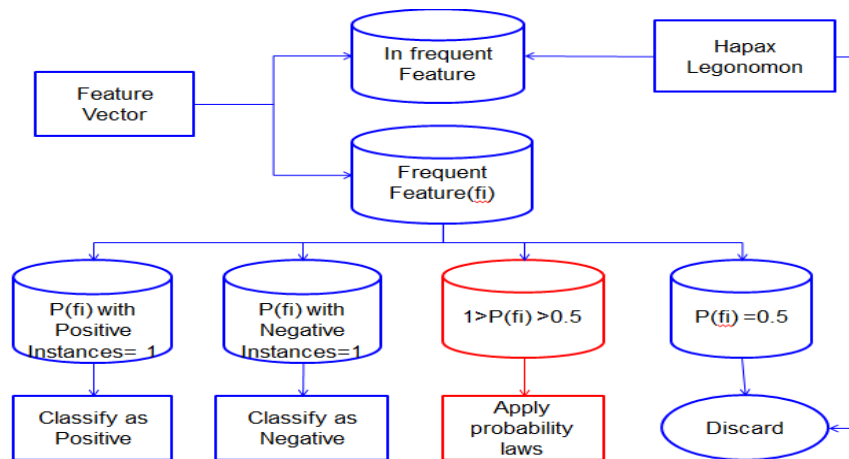 In frequent
Feature
Hapax
Legonomon
Feature
Vector
Frequent
Feature(fi)
P(fi) with
Positive
Instances= 1
P(fi) with
Negative
Instances=1
1>P(fi) >0.5
P(fi) =0.5
Classify as
Positive
Classify as
Negative
Apply
probability
laws
Discard